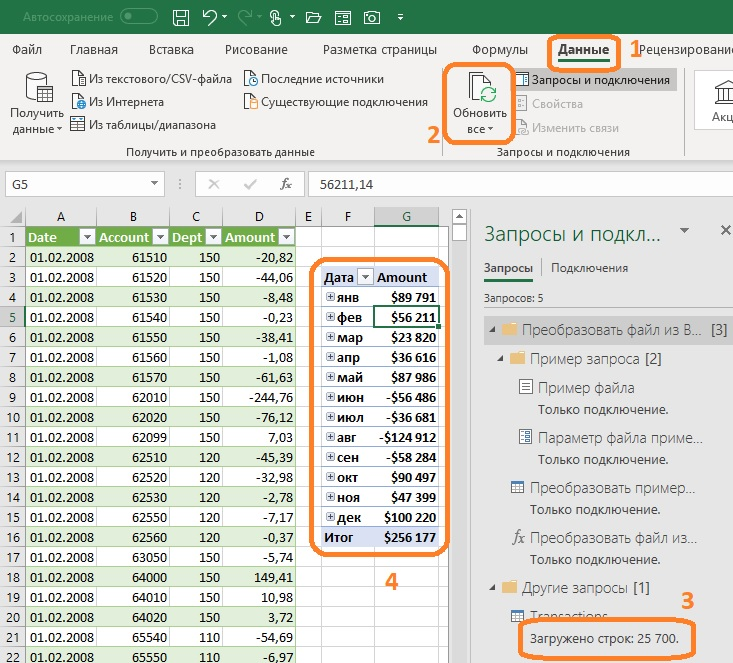 Автосохранение
Файл Главная Вставка Рисование Разметка страницы Формулы Данные 1 Рецензировани
Получить данные
Из текстового/CSV-файла
Из Интернета
Из таблицы/диапазона
Последние источники
Существующие подключения
Получить и преобразовать данные
2
Обновить все
Запросы и подключения
Свойства
Изменить связи
Запросы и подключения
Акц
G5 fx 56211,14
A B C D E F G
1 Date Account Dept Amount
2 01.02.2008 61510 150 -20,82
3 01.02.2008 61520 150 -44,06 Дата Amount
4 01.02.2008 61530 150 -8,48 янв $89 791
5 01.02.2008 61540 150 -0,23 фев $56 211
6 01.02.2008 61550 150 -38,41 мар $23 820
7 01.02.2008 61560 150 -1,08 апр $36 616
8 01.02.2008 61570 150 -61,63 май $87 986
9 01.02.2008 62010 150 -244,76 июн -$56 486
10 01.02.2008 62020 150 -76,12 июл -$36 681
11 01.02.2008 62099 150 7,03 авг -$124 912
12 01.02.2008 62510 120 -45,39 сен -$58 284
13 01.02.2008 62520 120 -32,98 окт $90 497
14 01.02.2008 62530 120 -2,78 ноя $47 399
15 01.02.2008 62550 120 -7,17 дек $100 220
16 01.02.2008 62560 120 -0,37 Итог $256 177
17 01.02.2008 63050 150 -5,74
18 01.02.2008 64000 150 149,41 4
19 01.02.2008 64010 150 10,98
20 01.02.2008 64020 150 3,72
21 01.02.2008 65540 110 -54,69
22 01.02.2008 65550 110 -6,97
Запросы и подкл...
Запросы Подключения
Запросов: 5
Преобразовать файл из В... [3]
Пример запроса [2]
Пример файла
Только подключение.
Параметр файла приме...
Только подключение.
Преобразовать пример...
Только подключение.
fx Преобразовать файл из...
Только подключение.
Другие запросы [1]
3
Transactions
Загружено строк: 25 700.